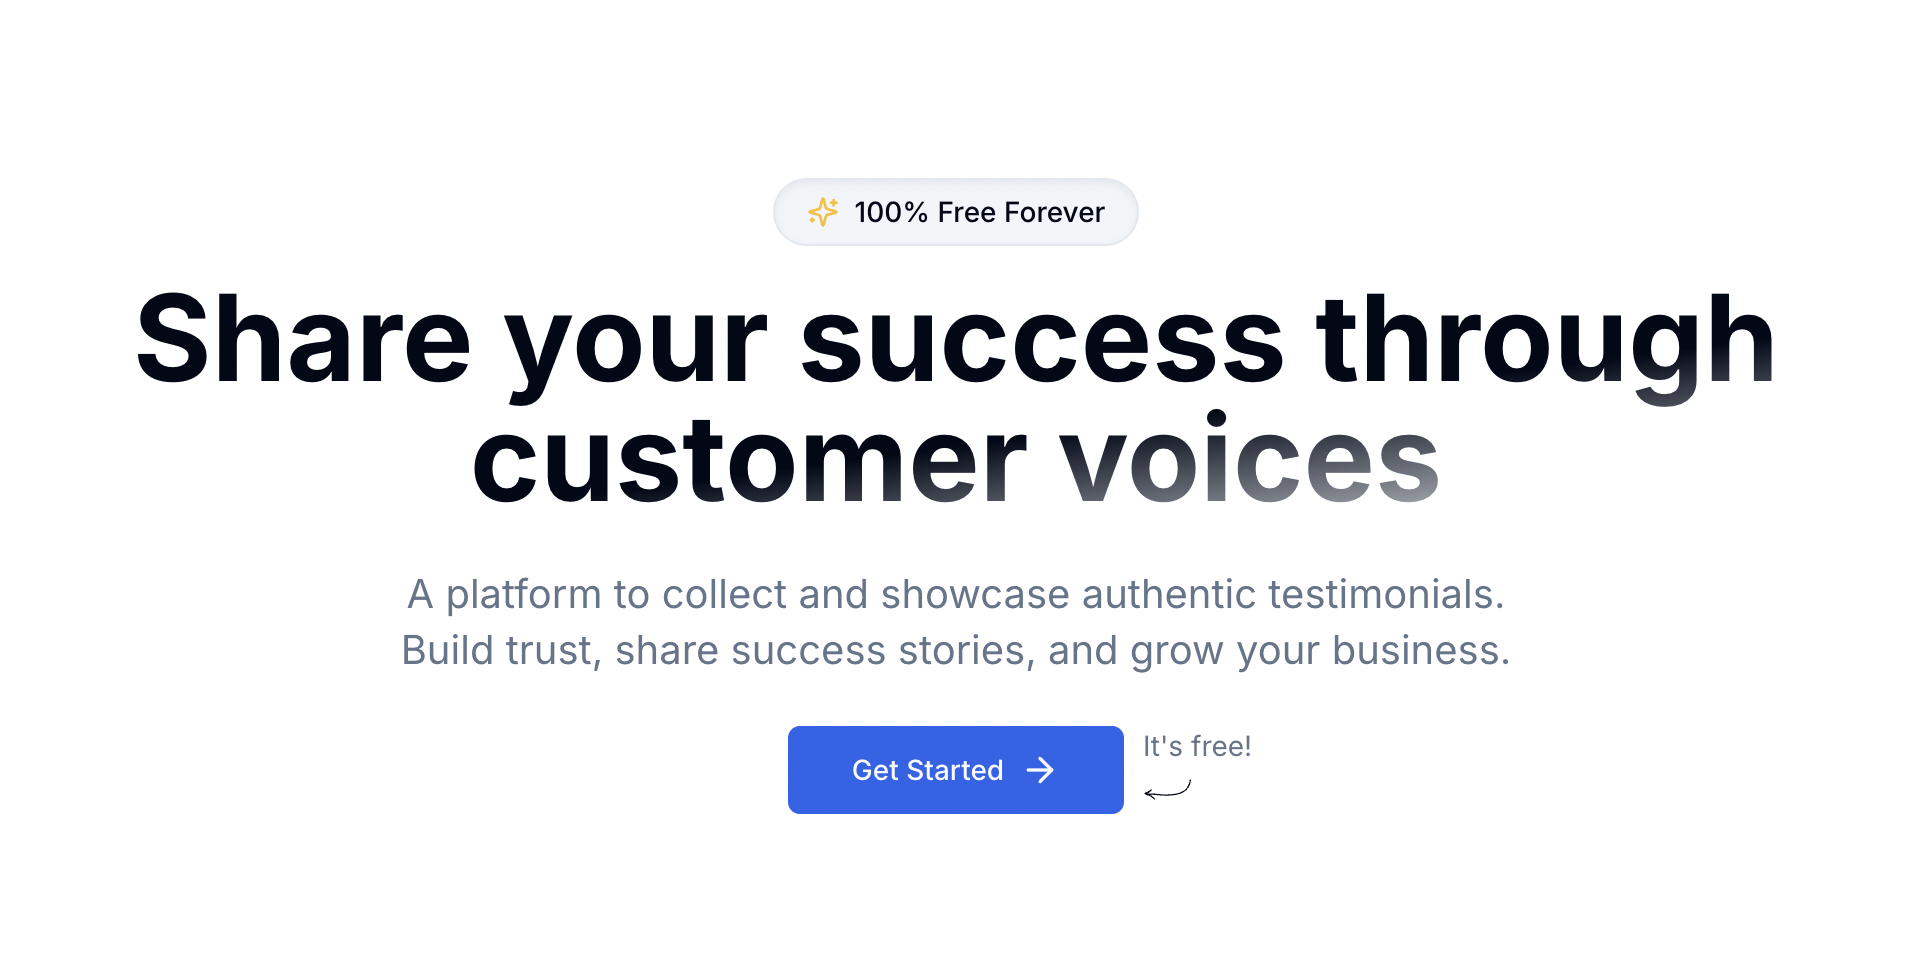 100% Free Forever
Share your success through
customer voices
A platform to collect and showcase authentic testimonials.
Build trust, share success stories, and grow your business.
Get Started
It's free!